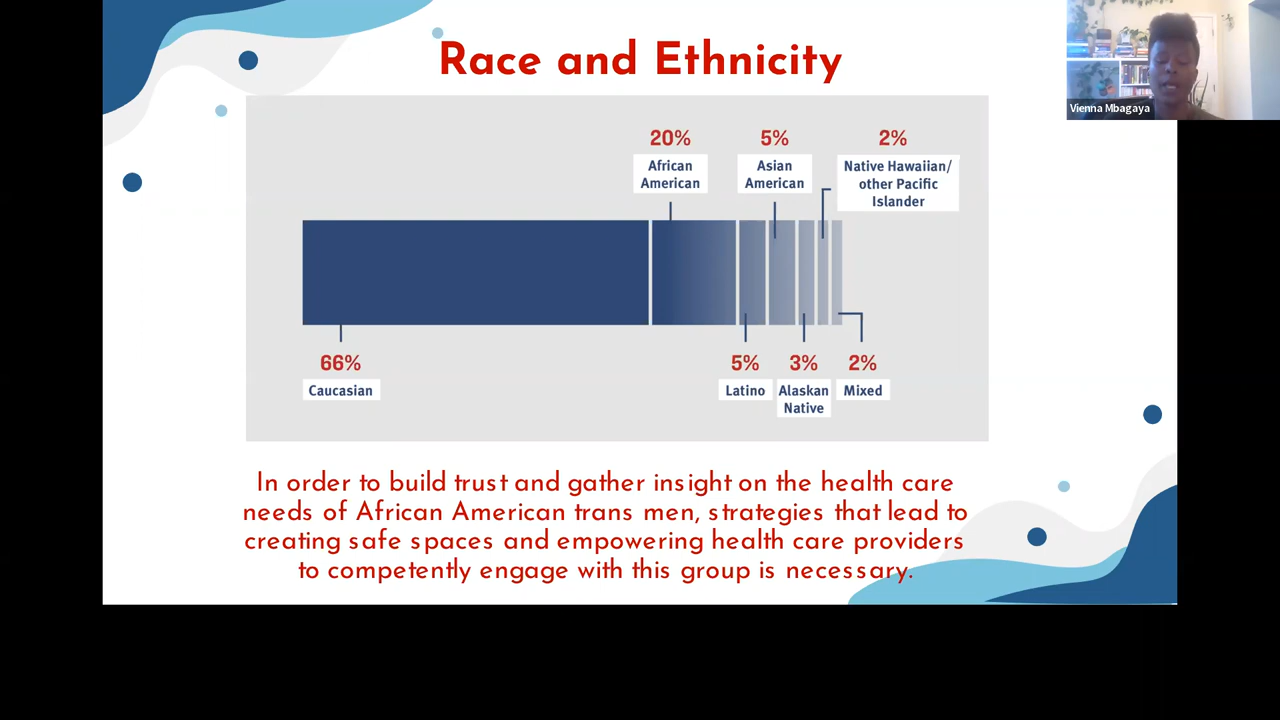 Race and Ethnicity
Vienna Mbagaya
20%
African
American
5%
Asian
American
2%
Native Hawaiian/
other Pacific
Islander
66%
Caucasian
5%
Latino
3%
Alaskan
Native
2%
Mixed
In order to build trust and gather insight on the health care
needs of African American trans men, strategies that lead to
creating safe spaces and empowering health care providers
to competently engage with this group is necessary.